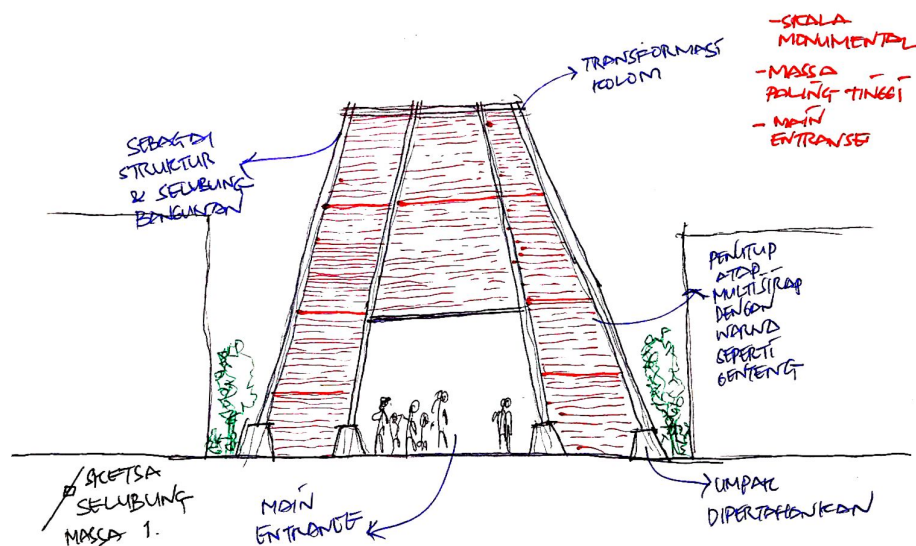 -SKALA
MONUMENTAL
-MASSA
PALING TINGGI
- MAIN
ENTRANSE
TRANSFORMASI
KOLOM
SEBAGAI
STRUKTUR
& SELUBUNG
BANGUNAN
PENUTUP
ATAP
MULTISIRAP
DENGAN
WARNA
SEPERTI
GENTENG
SKETSA
SELUBUNG
MASSA 1.
MAIN
ENTRANCE
UMPAK
DIPERTAHANKAN